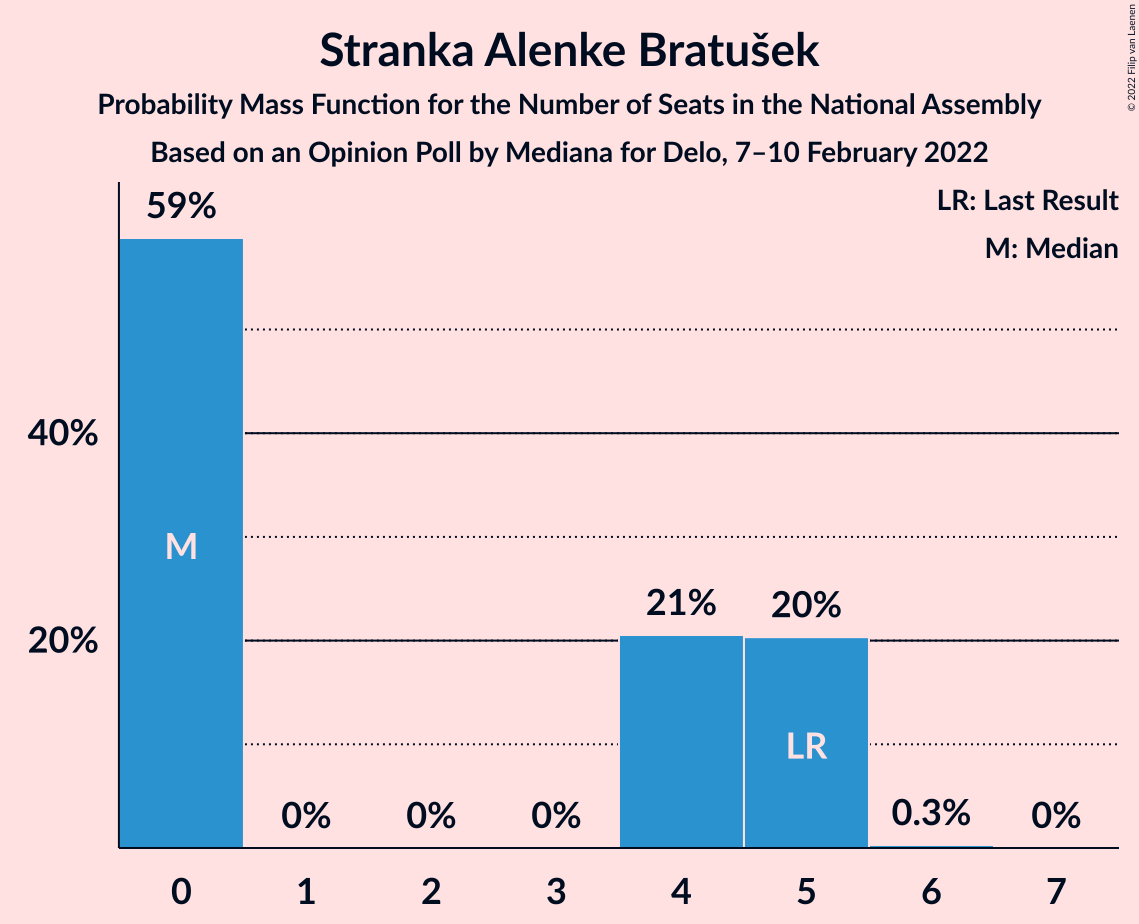 Stranka Alenke Bratušek
Probability Mass Function for the Number of Seats in the National Assembly
Based on an Opinion Poll by Mediana for Delo, 7–10 February 2022
© 2022 Filip van Laenen
LR: Last Result
M: Median
59%
40%
20%
M
0%
0%
0%
21%
20%
LR
0.3%
0%
0
1
2
3
4
5
6
7